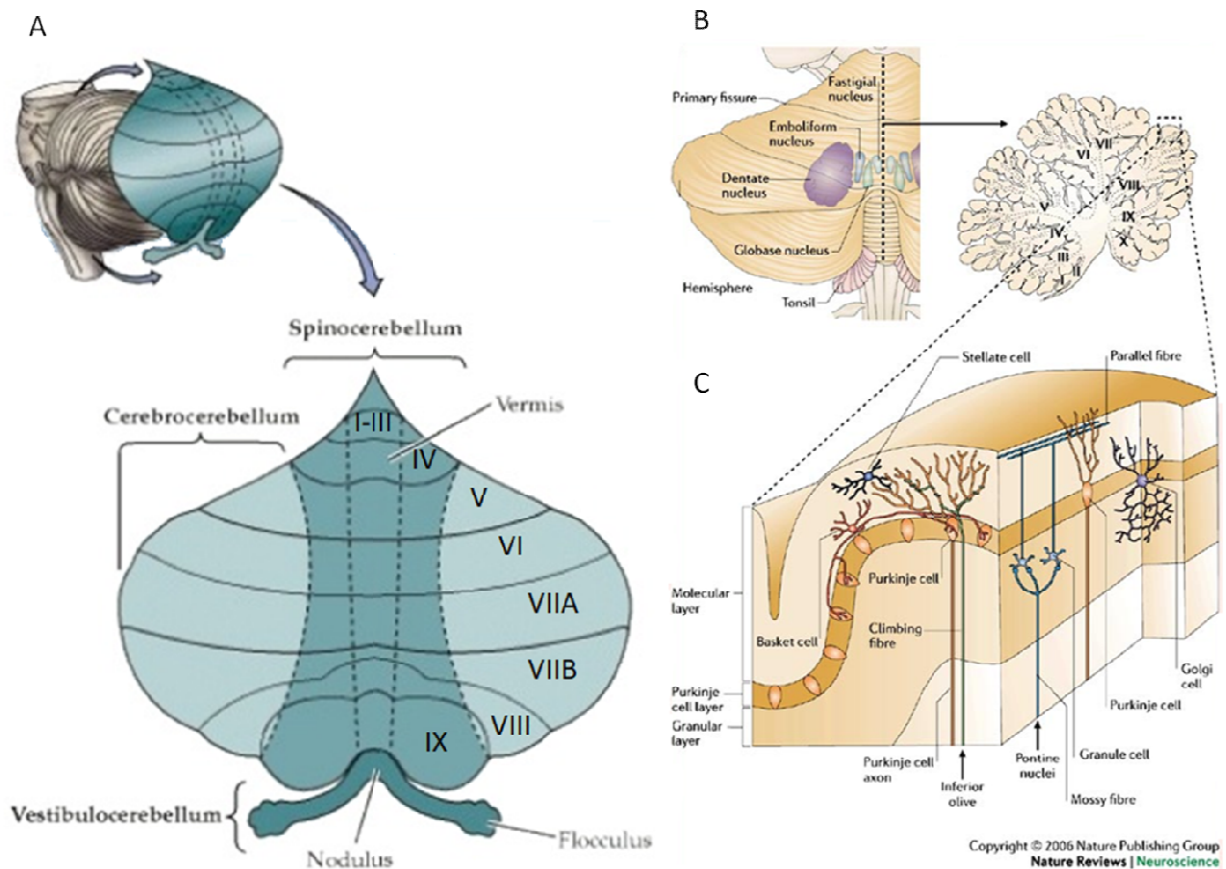 A
Spinocerebellum
Cerebrocerebellum
Vermis
I-III
IV
V
VI
VIIA
VIIB
VIII
IX
Vestibulocerebellum
Nodulus
Flocculus
B
Primary fissure
Fastigial
nucleus
Emboliform
nucleus
Dentate
nucleus
Globase nucleus
Hemisphere
Tonsil
VII
VI
VIII
V
IX
IV
X
III
II
I
C
Stellate cell
Parallel fibre
Molecular
layer
Purkinje cell
Basket cell
Climbing
fibre
Golgi
cell
Purkinje
cell layer
Purkinje cell
Granular
layer
Purkinje cell
axon
Inferior
olive
Pontine
nuclei
Granule cell
Mossy fibre
Copyright © 2006 Nature Publishing Group
Nature Reviews | Neuroscience